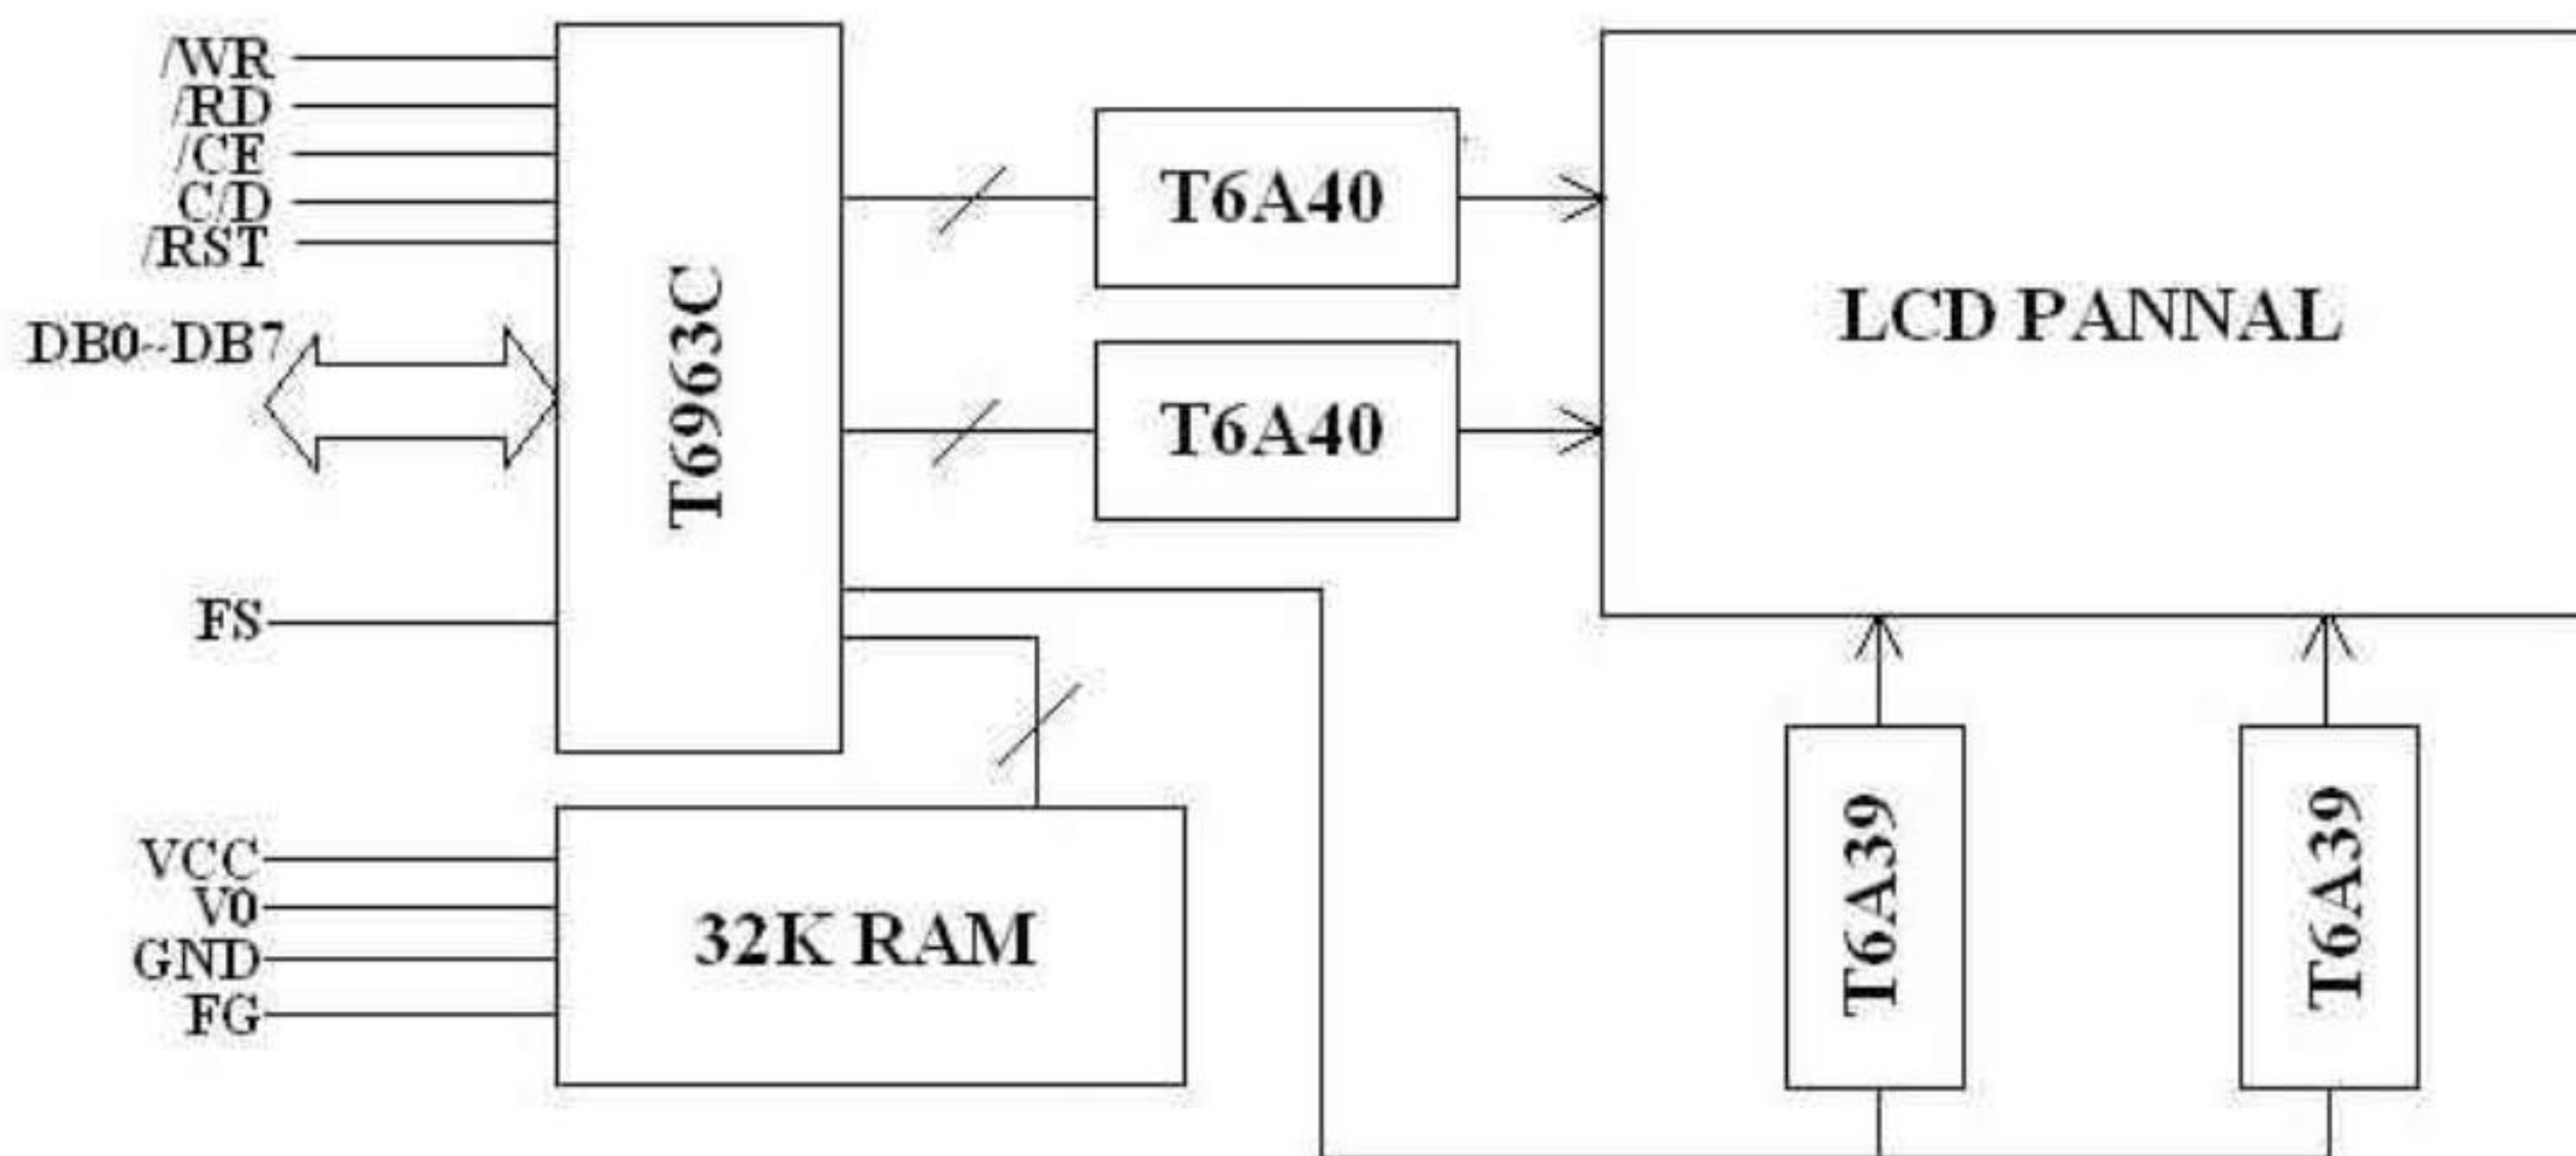 /WR
/RD
/CE
C/D
/RST
DB0~DB7
FS
VCC
V0
GND
FG
T6963C
32K RAM
T6A40
T6A40
LCD PANNAL
T6A39
T6A39